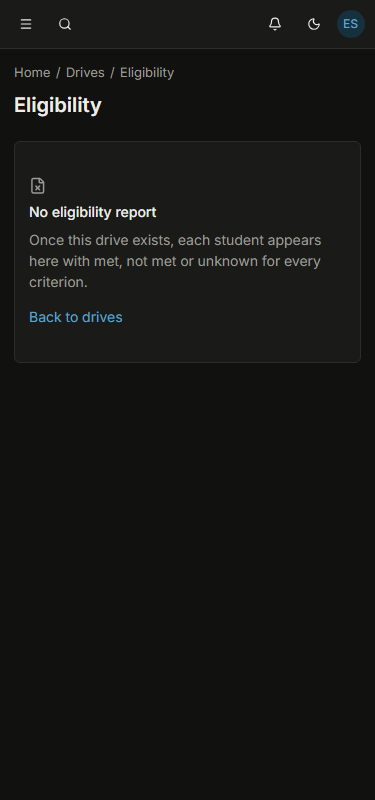 ES
Home / Drives / Eligibility
Eligibility
No eligibility report
Once this drive exists, each student appears
here with met, not met or unknown for every
criterion.
Back to drives